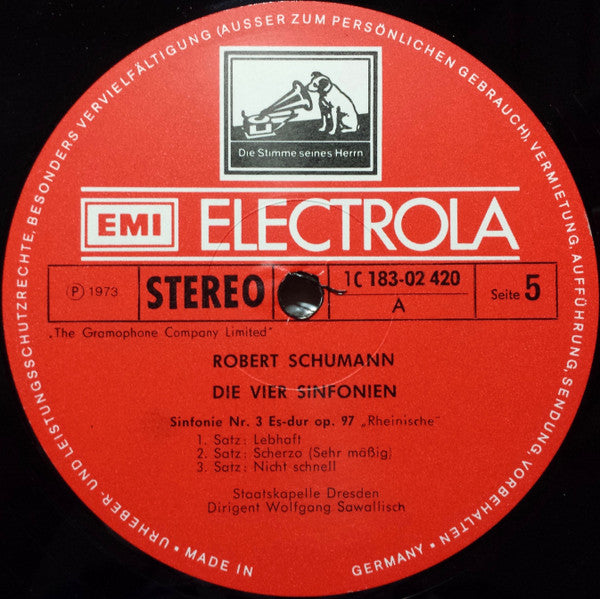 URHEBER- UND LEISTUNGSSCHUTZRECHTE, BESONDERS VERVIELFÄLTIGUNG (AUSSER ZUM PERSÖNLICHEN GEBRAUCH), VERMIETUNG, AUFFÜHRUNG, SENDUNG, VORBEHALTEN •
Die Stimme seines Herrn
EMI ELECTROLA
Ⓟ 1973 STEREO 1C 183-02 420 Seite 5
A
„The Gramophone Company Limited"
ROBERT SCHUMANN
DIE VIER SINFONIEN
Sinfonie Nr. 3 Es-dur op. 97 „Rheinische"
1. Satz: Lebhaft
2. Satz: Scherzo (Sehr mäßig)
3. Satz: Nicht schnell
Staatskapelle Dresden
Dirigent Wolfgang Sawallisch
• MADE IN GERMANY •